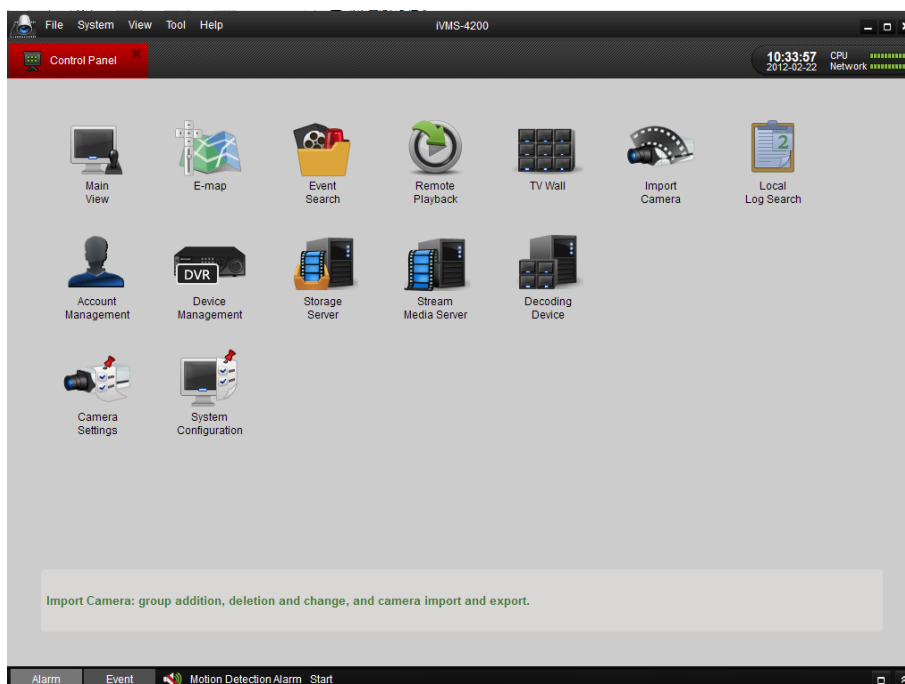 File System View Tool Help iVMS-4200
Control Panel
10:33:57
2012-02-22
CPU
Network
Main
View
E-map
Event
Search
Remote
Playback
TV Wall
Import
Camera
2
Local
Log Search
Account
Management
DVR
Device
Management
Storage
Server
Stream
Media Server
Decoding
Device
Camera
Settings
System
Configuration
Import Camera: group addition, deletion and change, and camera import and export.
Alarm Event Motion Detection Alarm Start